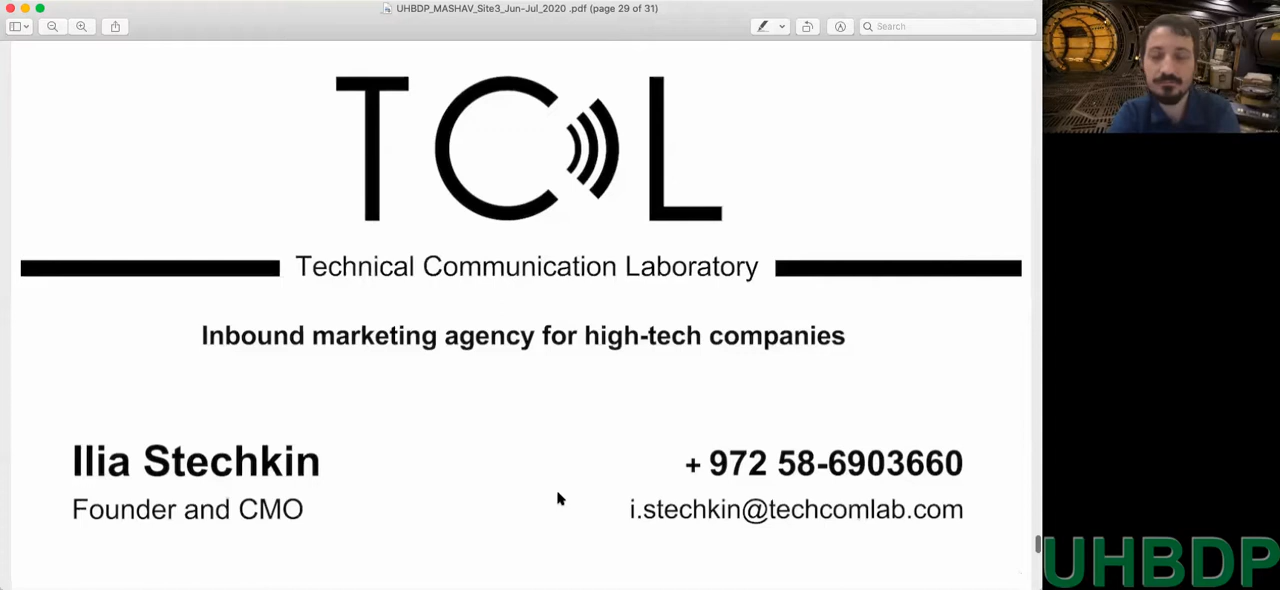 UHBDP_MASHAV_Site3_Jun-Jul_2020 .pdf (page 29 of 31)
Search
TCL
Technical Communication Laboratory
Inbound marketing agency for high-tech companies
Ilia Stechkin
+ 972 58-6903660
Founder and CMO
i.stechkin@techcomlab.com
UHBDP